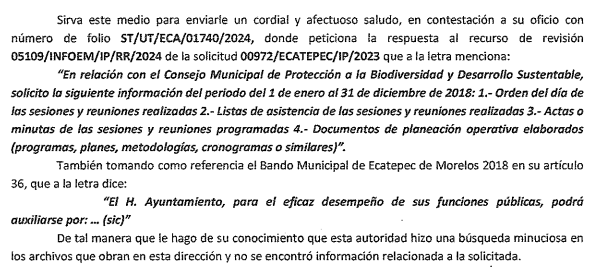 Sirva este medio para enviarle un cordial y afectuoso saludo, en contestación a su oficio con
número de folio ST/UT/ECA/01740/2024, donde peticiona la respuesta al recurso de revisión
05109/INFOEM/IP/RR/2024 de la solicitud 00972/ECATEPEC/IP/2023 que a la letra menciona:
"En relación con el Consejo Municipal de Protección a la Biodiversidad y Desarrollo Sustentable,
solicito la siguiente información del periodo del 1 de enero al 31 de diciembre de 2018: 1.- Orden del día de
las sesiones y reuniones realizadas 2.- Listas de asistencia de las sesiones y reuniones realizadas 3.- Actas o
minutas de las sesiones y reuniones programadas 4.- Documentos de planeación operativa elaborados
(programas, planes, metodologías, cronogramas o similares)".
También tomando como referencia el Bando Municipal de Ecatepec de Morelos 2018 en su artículo
36, que a la letra dice:
"El H. Ayuntamiento, para el eficaz desempeño de sus funciones públicas, podrá
auxiliarse por: ... (sic)"
De tal manera que le hago de su conocimiento que esta autoridad hizo una búsqueda minuciosa en
los archivos que obran en esta dirección y no se encontró información relacionada a la solicitada.